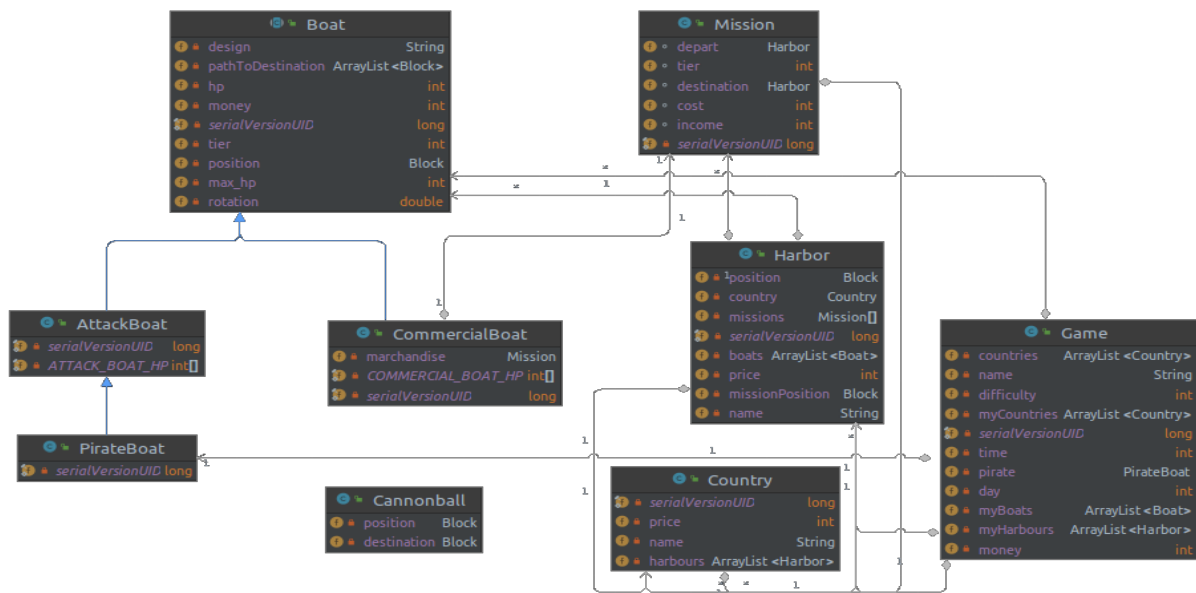 Boat
design String
pathToDestination ArrayList<Block>
hp int
money int
serialVersionUID long
tier int
position Block
max_hp int
rotation double
Mission
depart Harbor
tier int
destination Harbor
cost int
income int
serialVersionUID long
1
*
*
1
*
1
1
Harbor
position Block
country Country
missions Mission[]
serialVersionUID long
boats ArrayList<Boat>
price int
missionPosition Block
name String
1
AttackBoat
serialVersionUID long
ATTACK_BOAT_HP int[]
CommercialBoat
marchandise Mission
COMMERCIAL_BOAT_HP int[]
serialVersionUID long
Game
countries ArrayList<Country>
name String
difficulty int
myCountries ArrayList<Country>
serialVersionUID long
time int
pirate PirateBoat
day int
myBoats ArrayList<Boat>
myHarbours ArrayList<Harbor>
money int
PirateBoat
serialVersionUID long
1
1
1
*
1
1
1
Cannonball
position Block
destination Block
Country
serialVersionUID long
price int
name String
harbours ArrayList<Harbor>
*
*
1
1